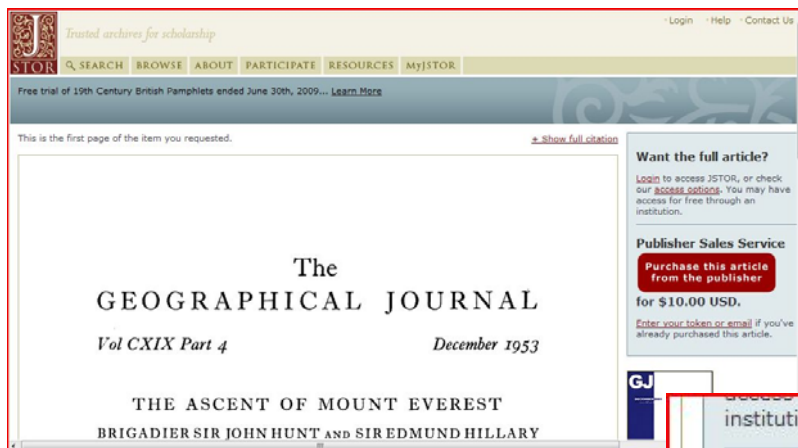 J
STOR
Trusted archives for scholarship
Login Help Contact Us
SEARCH BROWSE ABOUT PARTICIPATE RESOURCES MyJSTOR
Free trial of 19th Century British Pamphlets ended June 30th, 2009... Learn More
This is the first page of the item you requested.
+ Show full citation
The
GEOGRAPHICAL JOURNAL
Vol CXIX Part 4 December 1953
THE ASCENT OF MOUNT EVEREST
BRIGADIER SIR JOHN HUNT AND SIR EDMUND HILLARY
Want the full article?
Login to access JSTOR, or check
our access options. You may have
access for free through an
institution.
Publisher Sales Service
Purchase this article
from the publisher
for $10.00 USD.
Enter your token or email if you've
already purchased this article.
GJ
instituti